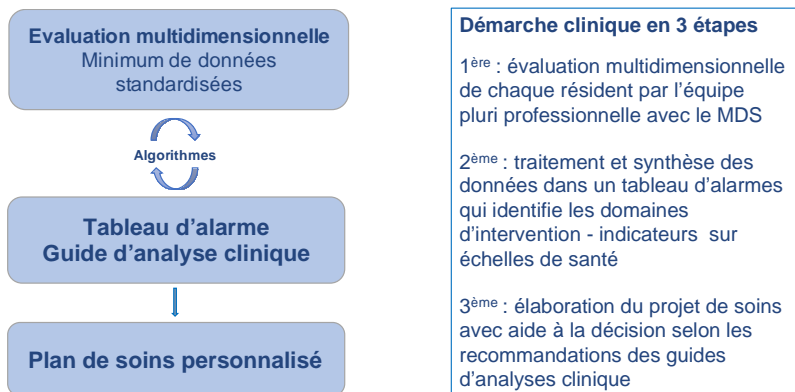 Evaluation multidimensionnelle
Minimum de données
standardisées
Algorithmes
Tableau d'alarme
Guide d'analyse clinique
Plan de soins personnalisé
Démarche clinique en 3 étapes
1ère : évaluation multidimensionnelle
de chaque résident par l'équipe
pluri professionnelle avec le MDS
2ème : traitement et synthèse des
données dans un tableau d'alarmes
qui identifie les domaines
d'intervention - indicateurs sur
échelles de santé
3ème : élaboration du projet de soins
avec aide à la décision selon les
recommandations des guides
d'analyses clinique